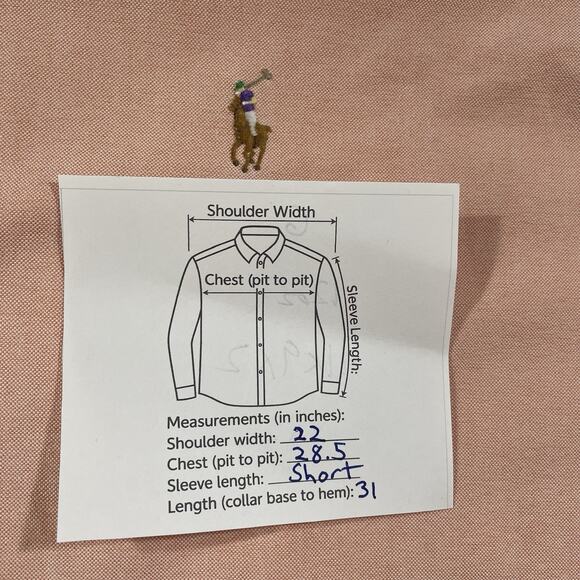 Shoulder Width
Chest (pit to pit)
Sleeve Length:
Measurements (in inches):
Shoulder width: 22
Chest (pit to pit): 28.5
Sleeve length: Short
Length (collar base to hem): 31